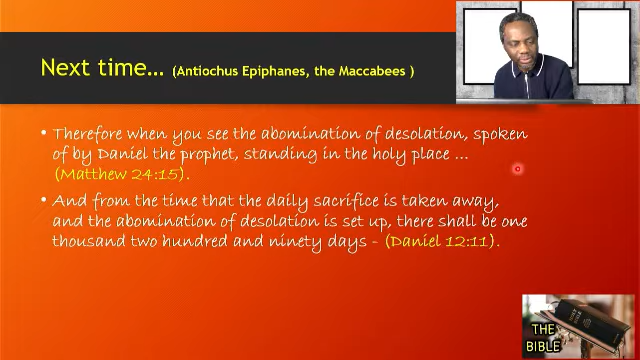 Next time... (Antiochus Epiphanes, the Maccabees )
• Therefore when you see the abomination of desolation, spoken
of by Daniel the prophet, standing in the holy place ...
(Matthew 24:15).
• And from the time that the daily sacrifice is taken away,
and the abomination of desolation is set up, there shall be one
thousand two hundred and ninety days - (Daniel 12:11).
HOLY BIBLE
THE
BIBLE